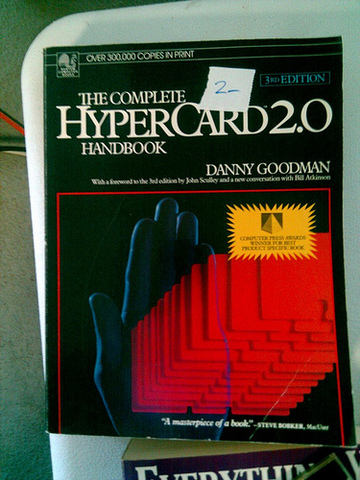 OVER 300,000 COPIES IN PRINT
3RD EDITION
2-
THE COMPLETE
HYPERCARD 2.0
HANDBOOK
DANNY GOODMAN
With a foreword to the 3rd edition by John Sculley and a new conversation with Bill Atkinson
COMPUTER PRESS AWARDS
WINNER FOR BEST
PRODUCT SPECIFIC BOOK
"A masterpiece of a book." –STEVE BOBKER, MacUser
EVERYTHIN